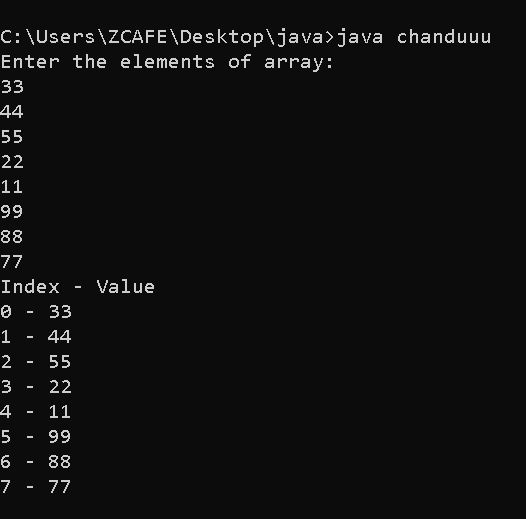 C:\Users\ZCAFE\Desktop\java>java chanduuu
Enter the elements of array:
33
44
55
22
11
99
88
77
Index - Value
0 - 33
1 - 44
2 - 55
3 - 22
4 - 11
5 - 99
6 - 88
7 - 77